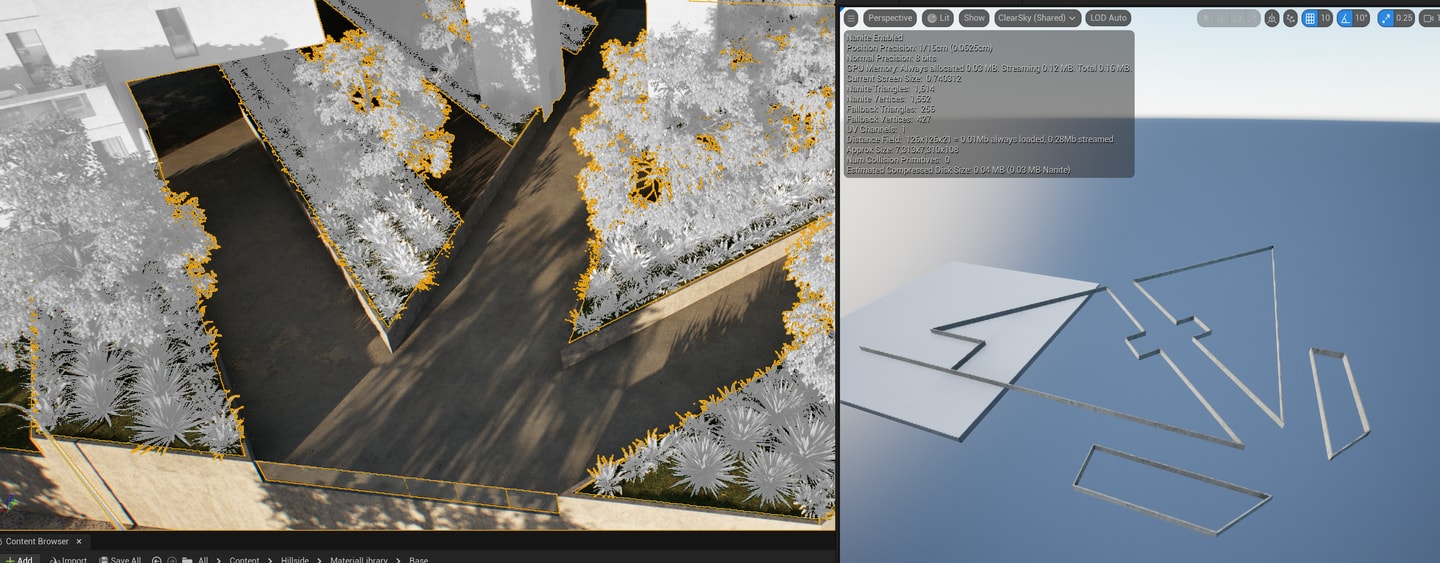 Perspective
Lit
Show
ClearSky (Shared)
LOD Auto
10
10°
0.25
1
Nanite Enabled
Position Precision: 1/16cm (0.0625cm)
Normal Precision: 8 bits
GPU Memory: Always allocated 0.03 MB. Streaming 0.12 MB. Total 0.15 MB.
Current Screen Size: 0.740312
Nanite Triangles: 1,614
Nanite Vertices: 1,552
Fallback Triangles: 256
Fallback Vertices: 427
UV Channels: 1
Distance Field: 126x126x21 = 0.01Mb always loaded, 0.28Mb streamed
Approx Size: 7313x7310x108
Num Collision Primitives: 0
Estimated Compressed Disk Size: 0.04 MB (0.03 MB Nanite)
Content Browser
Add
Import
Save All
All
Content
Hillside
MaterialLibrary
Base